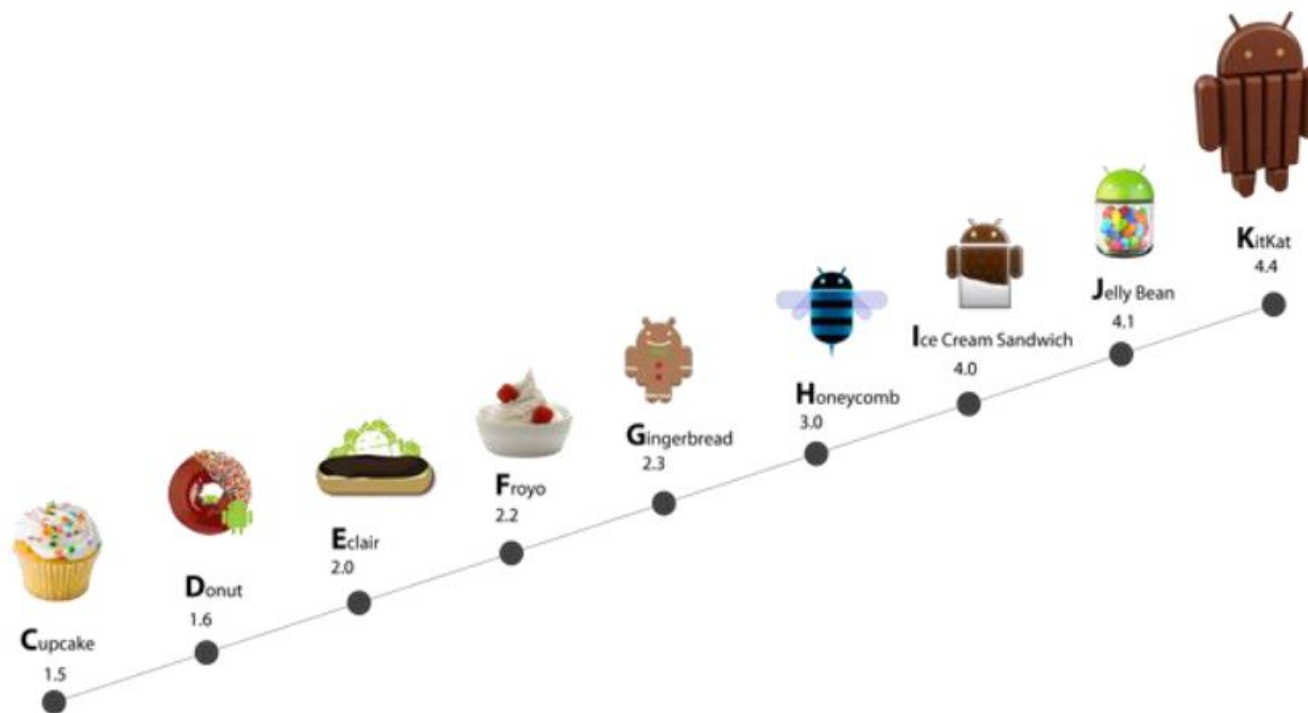 Cupcake
1.5
Donut
1.6
Eclair
2.0
Froyo
2.2
Gingerbread
2.3
Honeycomb
3.0
Ice Cream Sandwich
4.0
Jelly Bean
4.1
KitKat
4.4